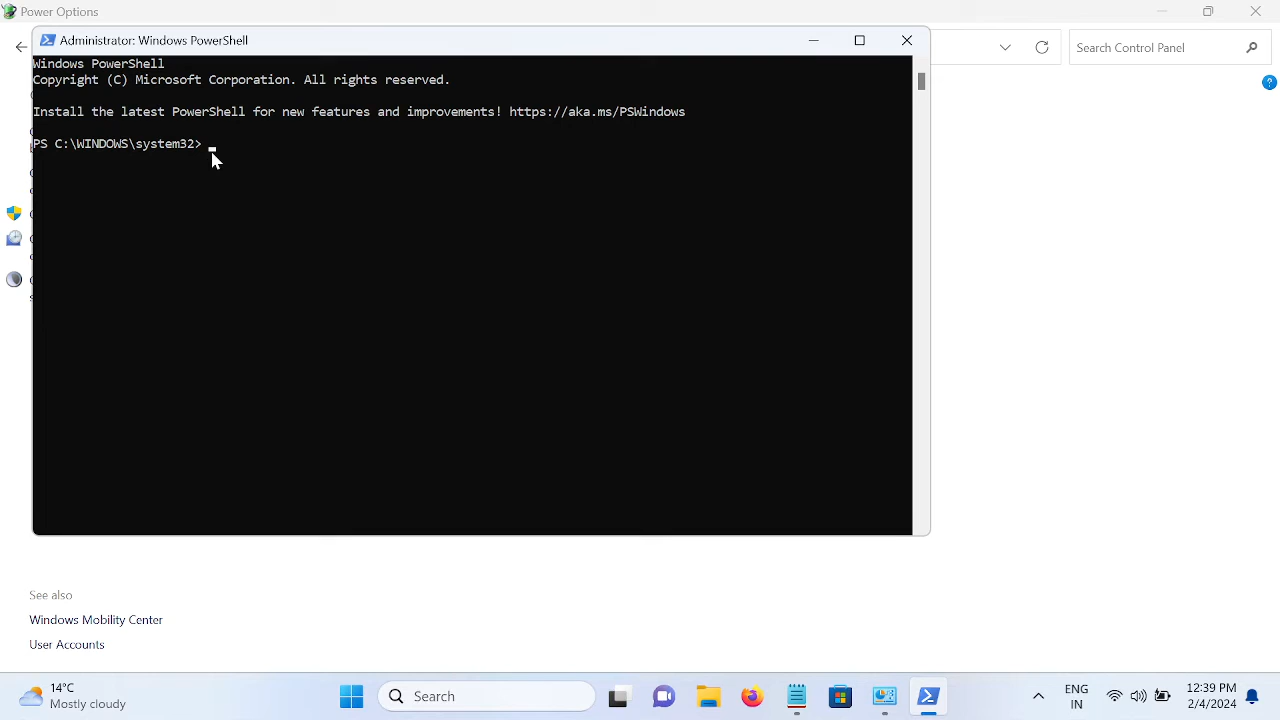 Power Options
Administrator: Windows PowerShell
Search Control Panel
Windows PowerShell
Copyright (C) Microsoft Corporation. All rights reserved.
Install the latest PowerShell for new features and improvements! https://aka.ms/PSWindows
PS C:\WINDOWS\system32>
See also
Windows Mobility Center
User Accounts
14°C
Mostly cloudy
Search
ENG
IN
12:39 PM
2/4/2024